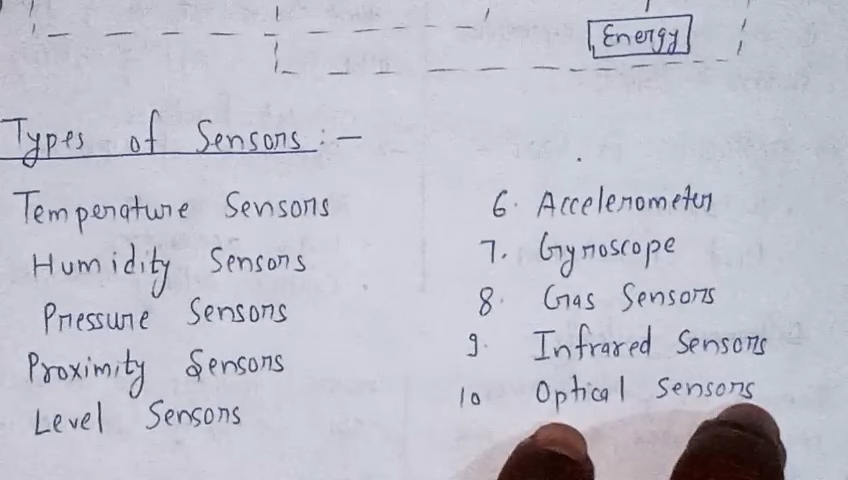 Energy
Types of Sensors :-
Temperature Sensors
Humidity Sensors
Pressure Sensors
Proximity Sensors
Level Sensors
6. Accelerometer
7. Gyroscope
8. Gas Sensors
9. Infrared Sensors
10 Optical Sensors